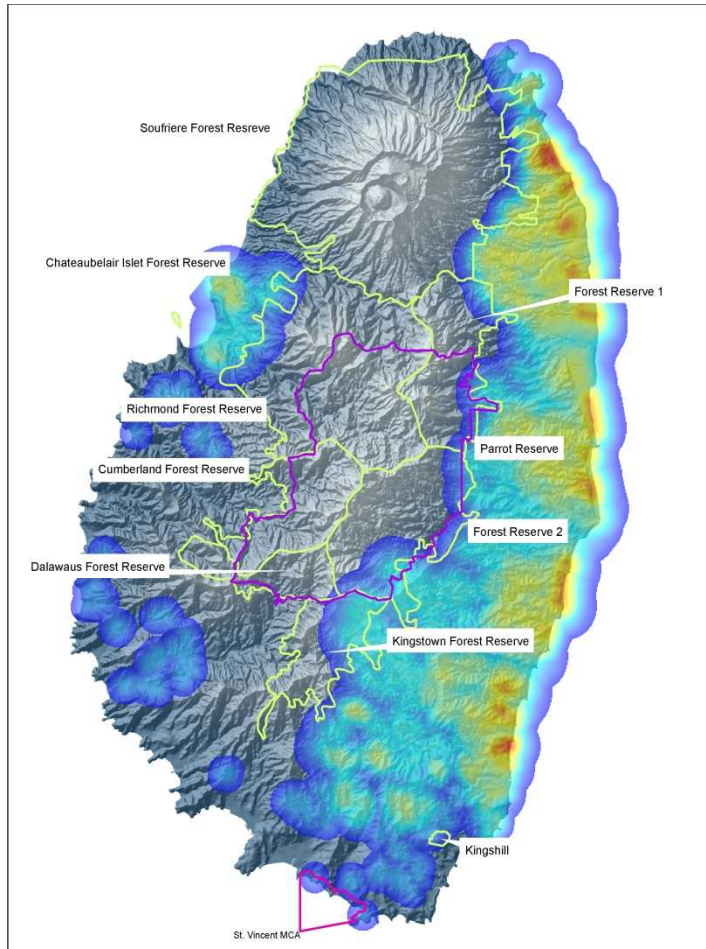 Soufriere Forest Resreve
Chateaubelair Islet Forest Reserve
Forest Reserve 1
Richmond Forest Reserve
Parrot Reserve
Cumberland Forest Reserve
Forest Reserve 2
Dalawaus Forest Reserve
Kingstown Forest Reserve
Kingshill
St. Vincent MCA